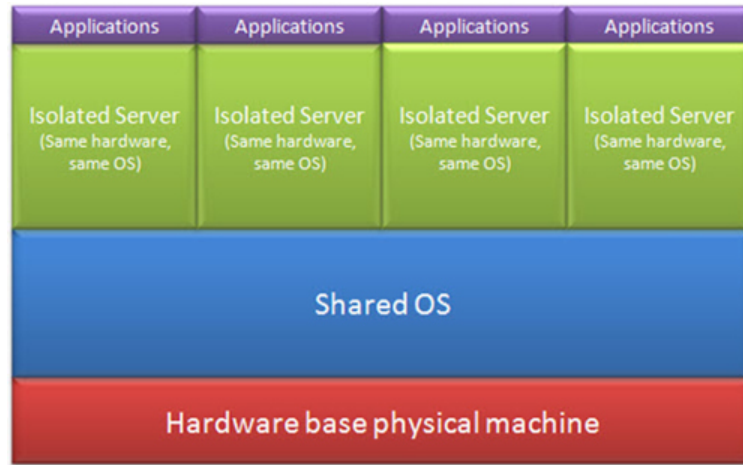 Applications
Applications
Applications
Applications
Isolated Server
(Same hardware,
same OS)
Isolated Server
(Same hardware,
same OS)
Isolated Server
(Same hardware,
same OS)
Isolated Server
(Same hardware,
same OS)
Shared OS
Hardware base physical machine